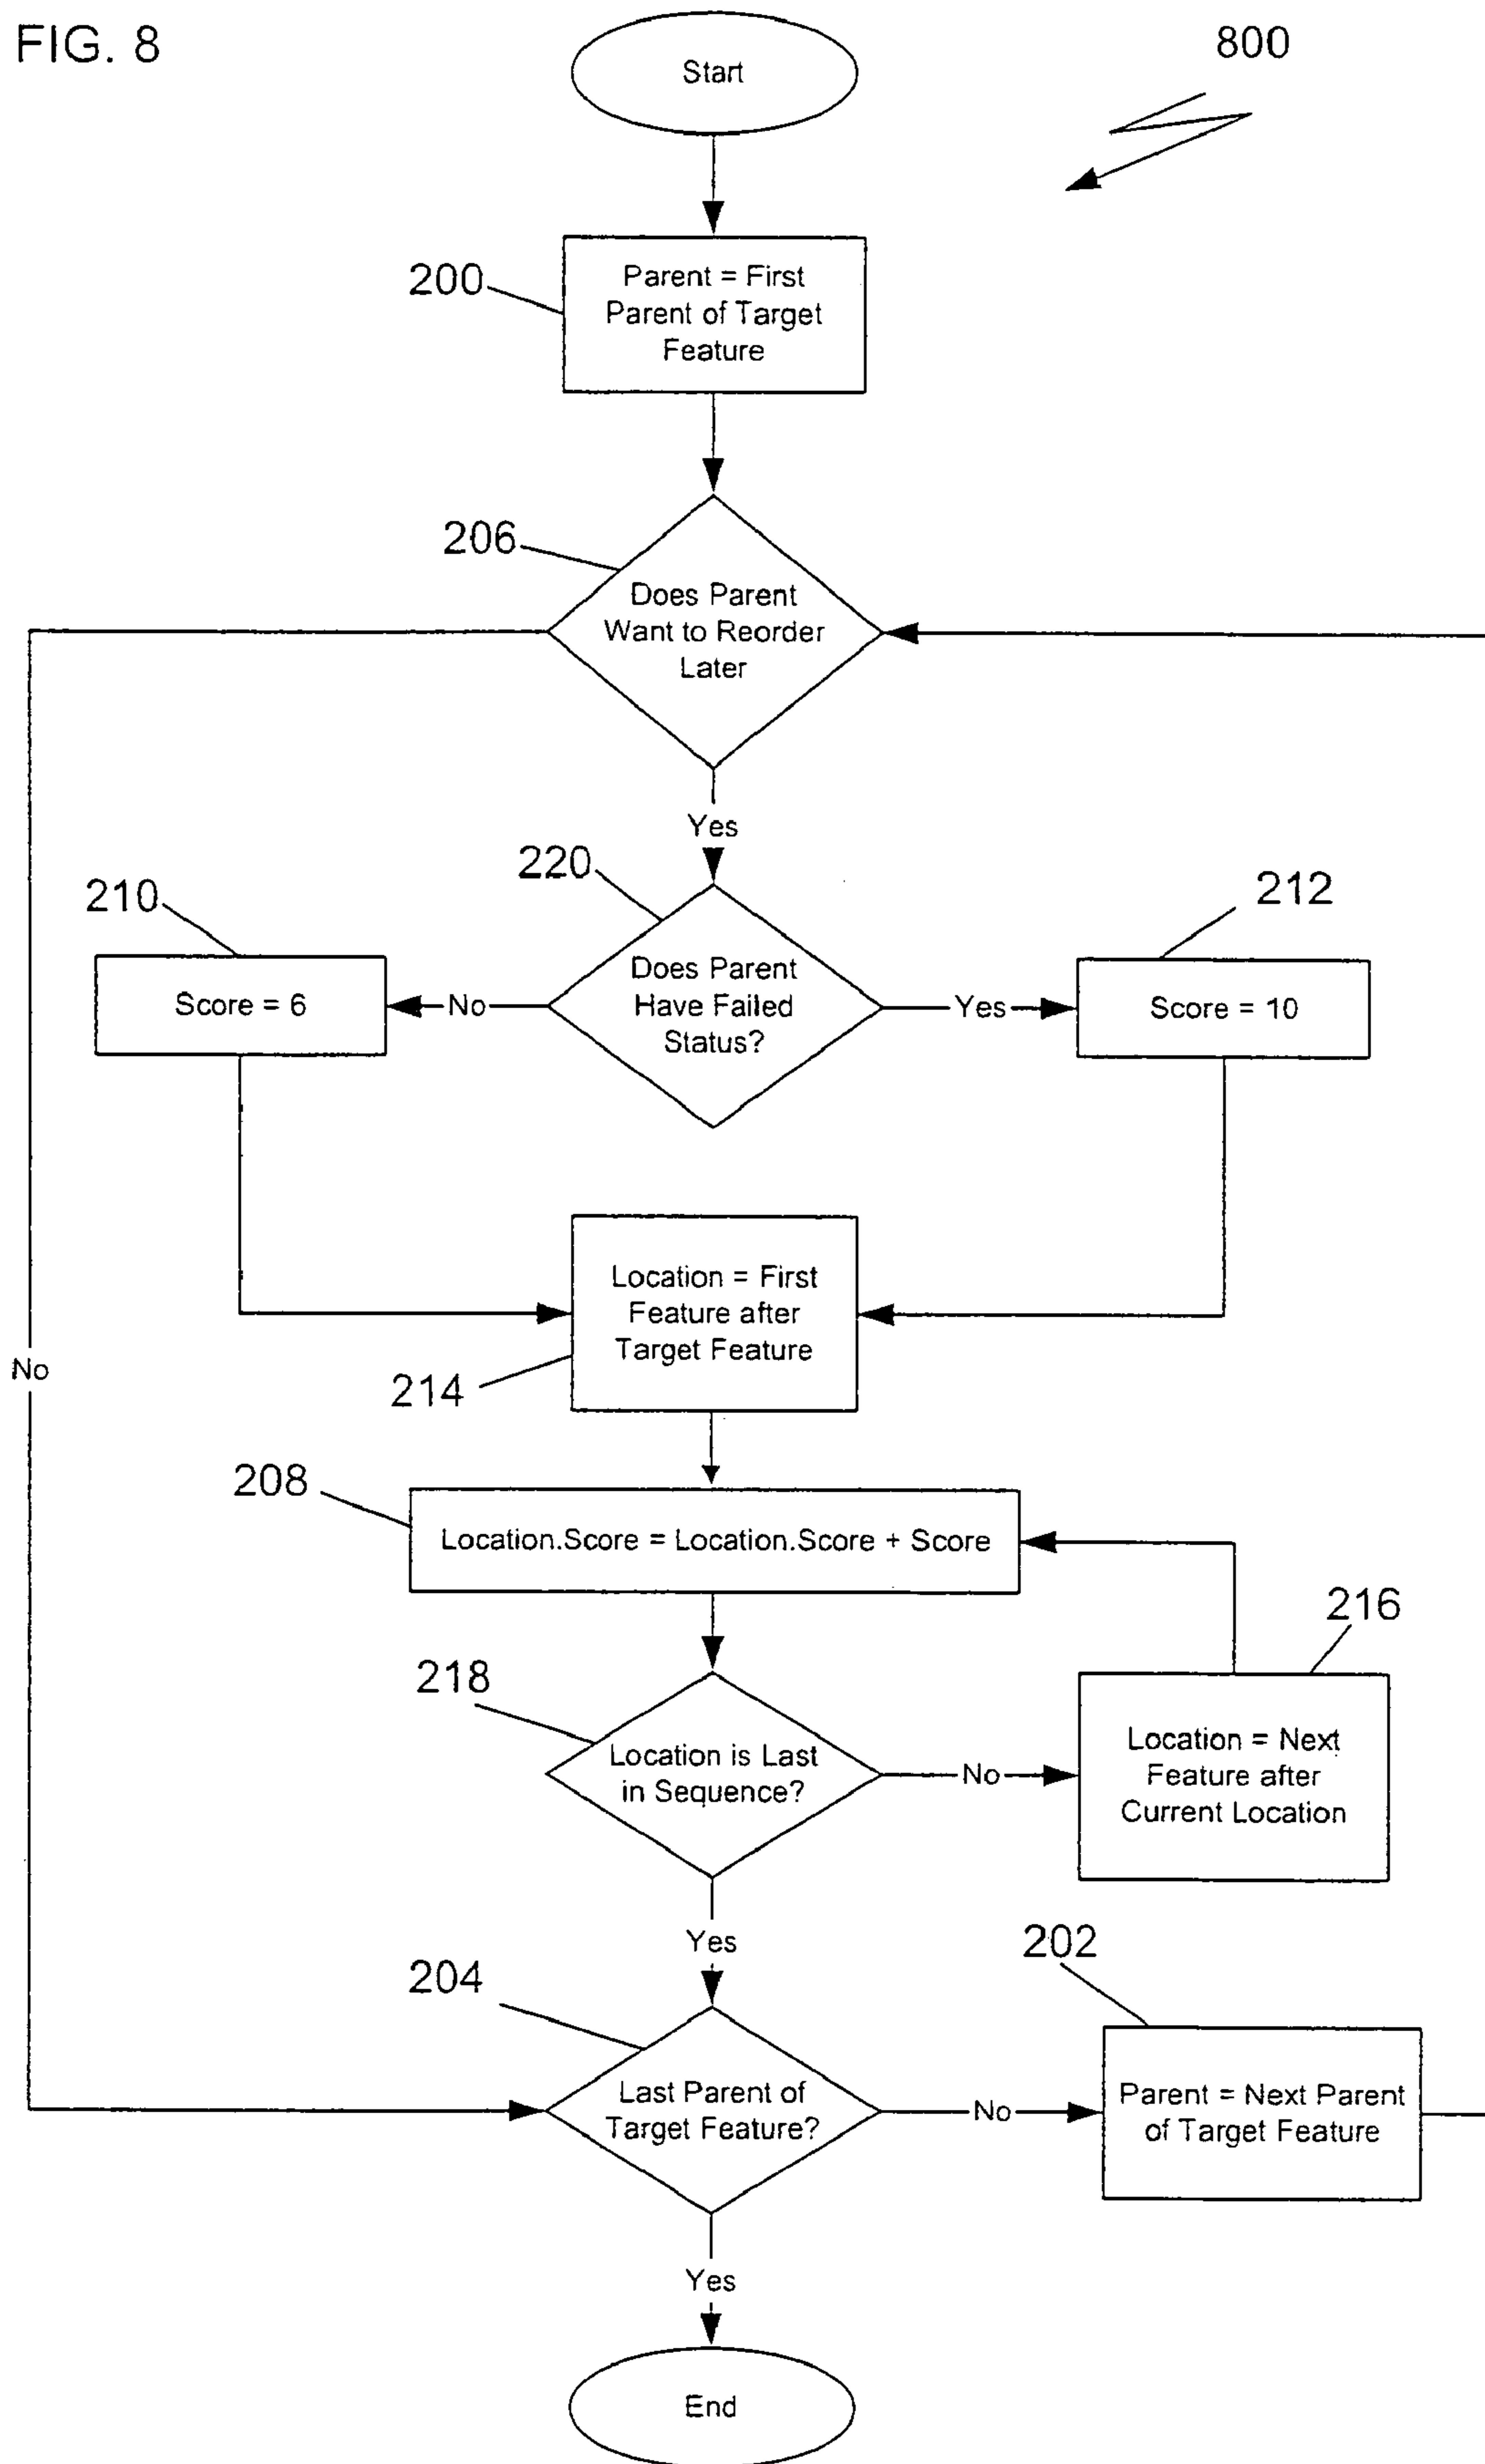 FIG. 8
800
Start
200
Parent = First
Parent of Target
Feature
206
Does Parent
Want to Reorder
Later
Yes
220
210
212
Does Parent
Have Failed
Status?
Score = 6
No
Yes
Score = 10
Location = First
Feature after
Target Feature
No
214
208
Location.Score = Location.Score + Score
216
218
Location is Last
in Sequence?
No
Location = Next
Feature after
Current Location
Yes
202
204
Last Parent of
Target Feature?
No
Parent = Next Parent
of Target Feature
Yes
End